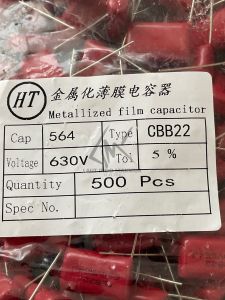 HT 金属化薄膜电容器
Metallized film capacitor
Cap 564 Type CBB22
Voltage 630V Tol 5 %
Quantity 500 Pcs
Spec No.